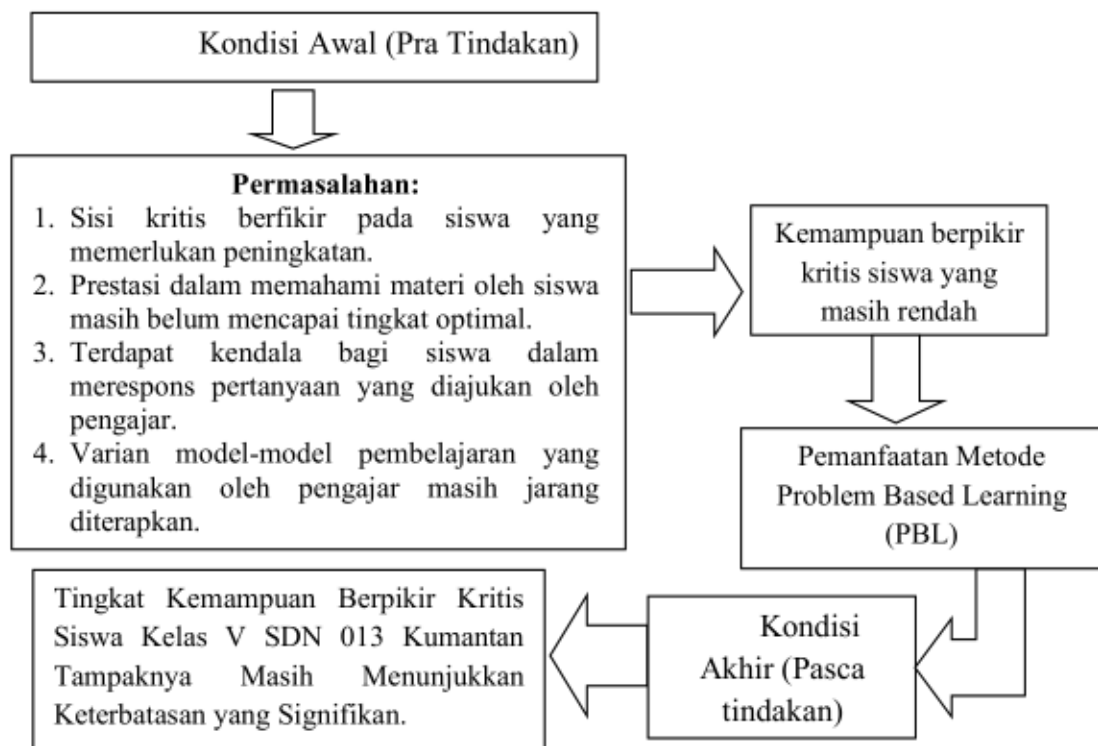 Kondisi Awal (Pra Tindakan)
Permasalahan:
1. Sisi kritis berfikir pada siswa yang
memerlukan peningkatan.
2. Prestasi dalam memahami materi oleh siswa
masih belum mencapai tingkat optimal.
3. Terdapat kendala bagi siswa dalam
merespons pertanyaan yang diajukan oleh
pengajar.
4. Varian model-model pembelajaran yang
digunakan oleh pengajar masih jarang
diterapkan.
Kemampuan berpikir
kritis siswa yang
masih rendah
Pemanfaatan Metode
Problem Based Learning
(PBL)
Kondisi
Akhir (Pasca
tindakan)
Tingkat Kemampuan Berpikir Kritis
Siswa Kelas V SDN 013 Kumantan
Tampaknya Masih Menunjukkan
Keterbatasan yang Signifikan.